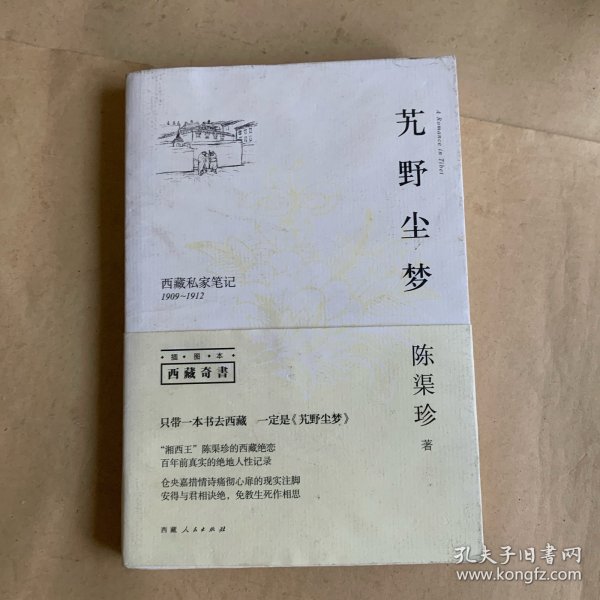 艽野尘梦
A Romance in Tibet
西藏私家笔记
1909~1912
陈渠珍 著
插·图·本
西藏奇書
只带一本书去西藏 一定是《艽野尘梦》
“湘西王”陈渠珍的西藏绝恋
百年前真实的绝地人性记录
仓央嘉措情诗痛彻心扉的现实注脚
安得与君相诀绝，免教生死作相思
西藏人民出版社
孔夫子旧書网
www.kongfz.com